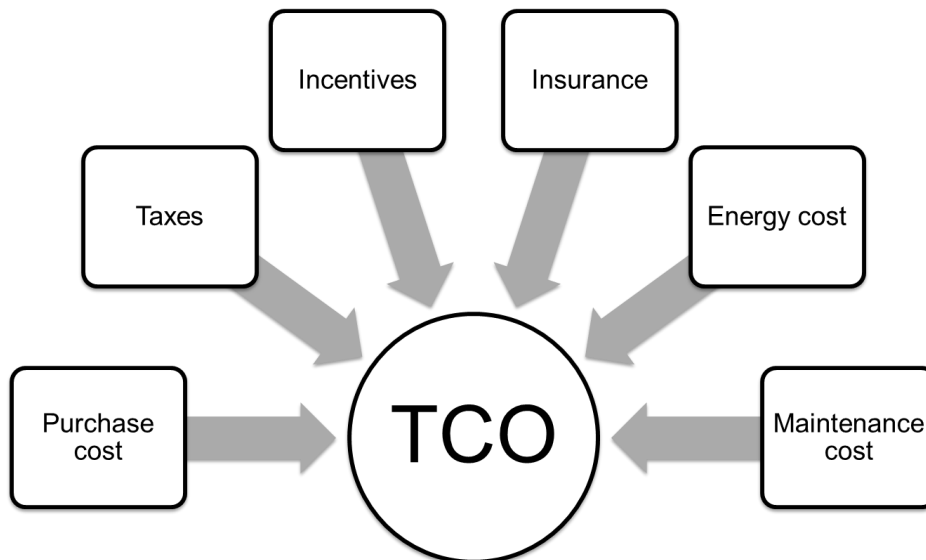 Incentives
Insurance
Taxes
Energy cost
Purchase
cost
TCO
Maintenance
cost